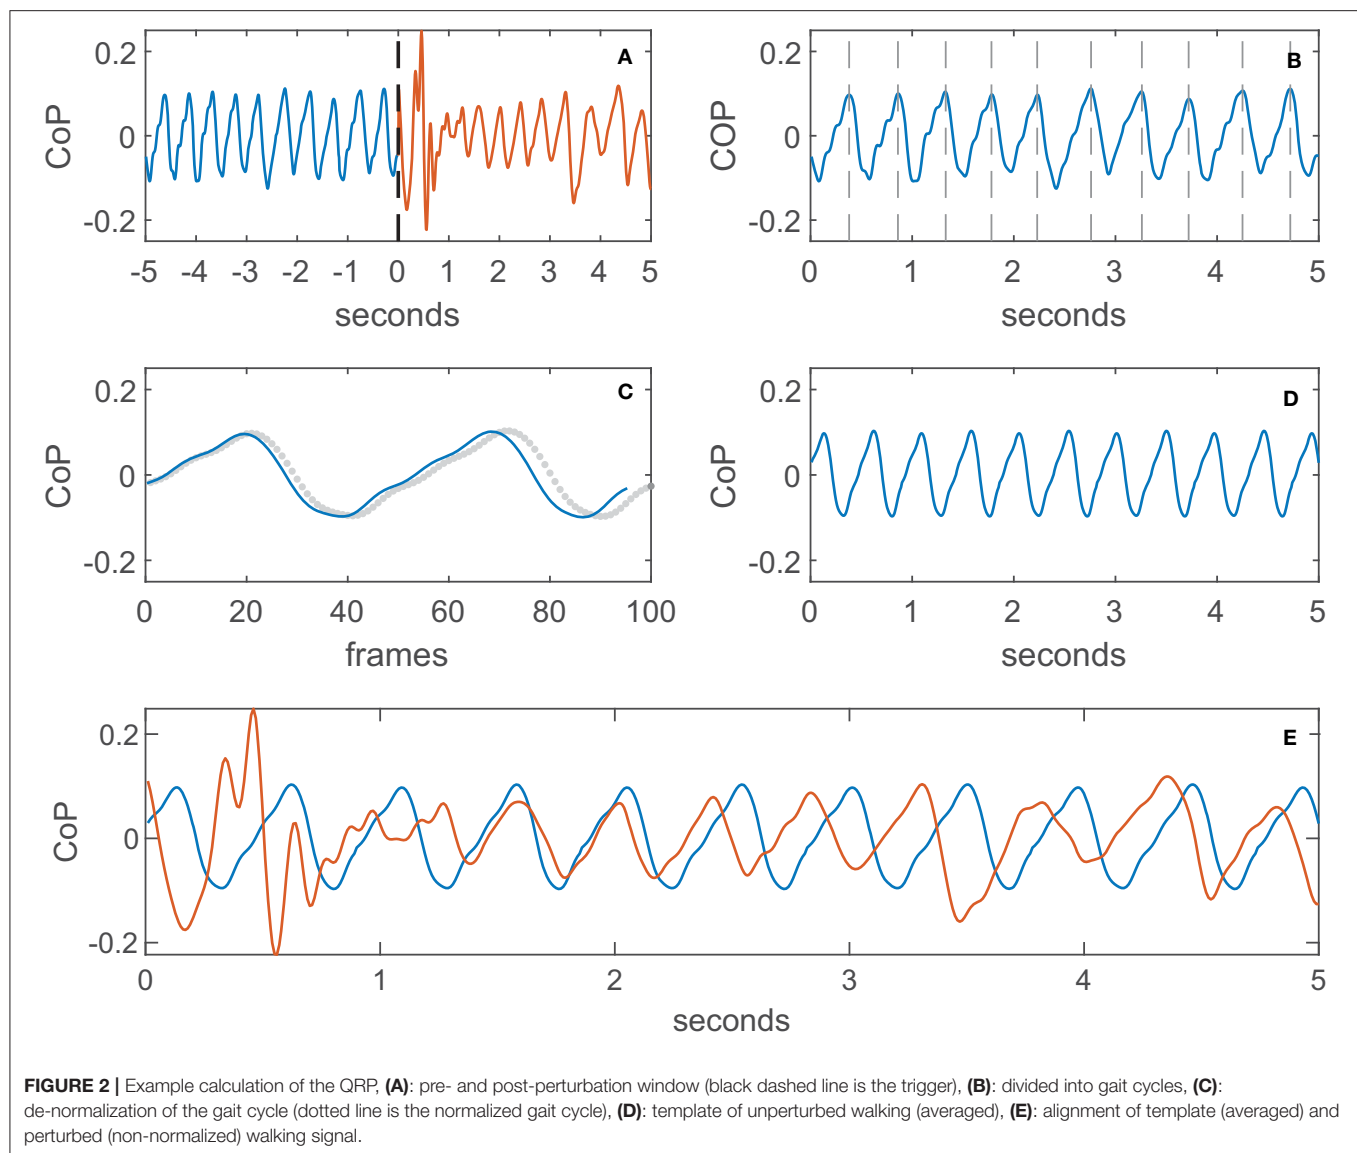 A
CoP
0.2
0
-0.2
-5 -4 -3 -2 -1 0 1 2 3 4 5
seconds
B
COP
0.2
0
-0.2
0 1 2 3 4 5
seconds
C
CoP
0.2
0
-0.2
0 20 40 60 80 100
frames
D
CoP
0.2
0
-0.2
0 1 2 3 4 5
seconds
E
CoP
0.2
0
-0.2
0 1 2 3 4 5
seconds
FIGURE 2 | Example calculation of the QRP, (A): pre- and post-perturbation window (black dashed line is the trigger), (B): divided into gait cycles, (C):
de-normalization of the gait cycle (dotted line is the normalized gait cycle), (D): template of unperturbed walking (averaged), (E): alignment of template (averaged) and
perturbed (non-normalized) walking signal.